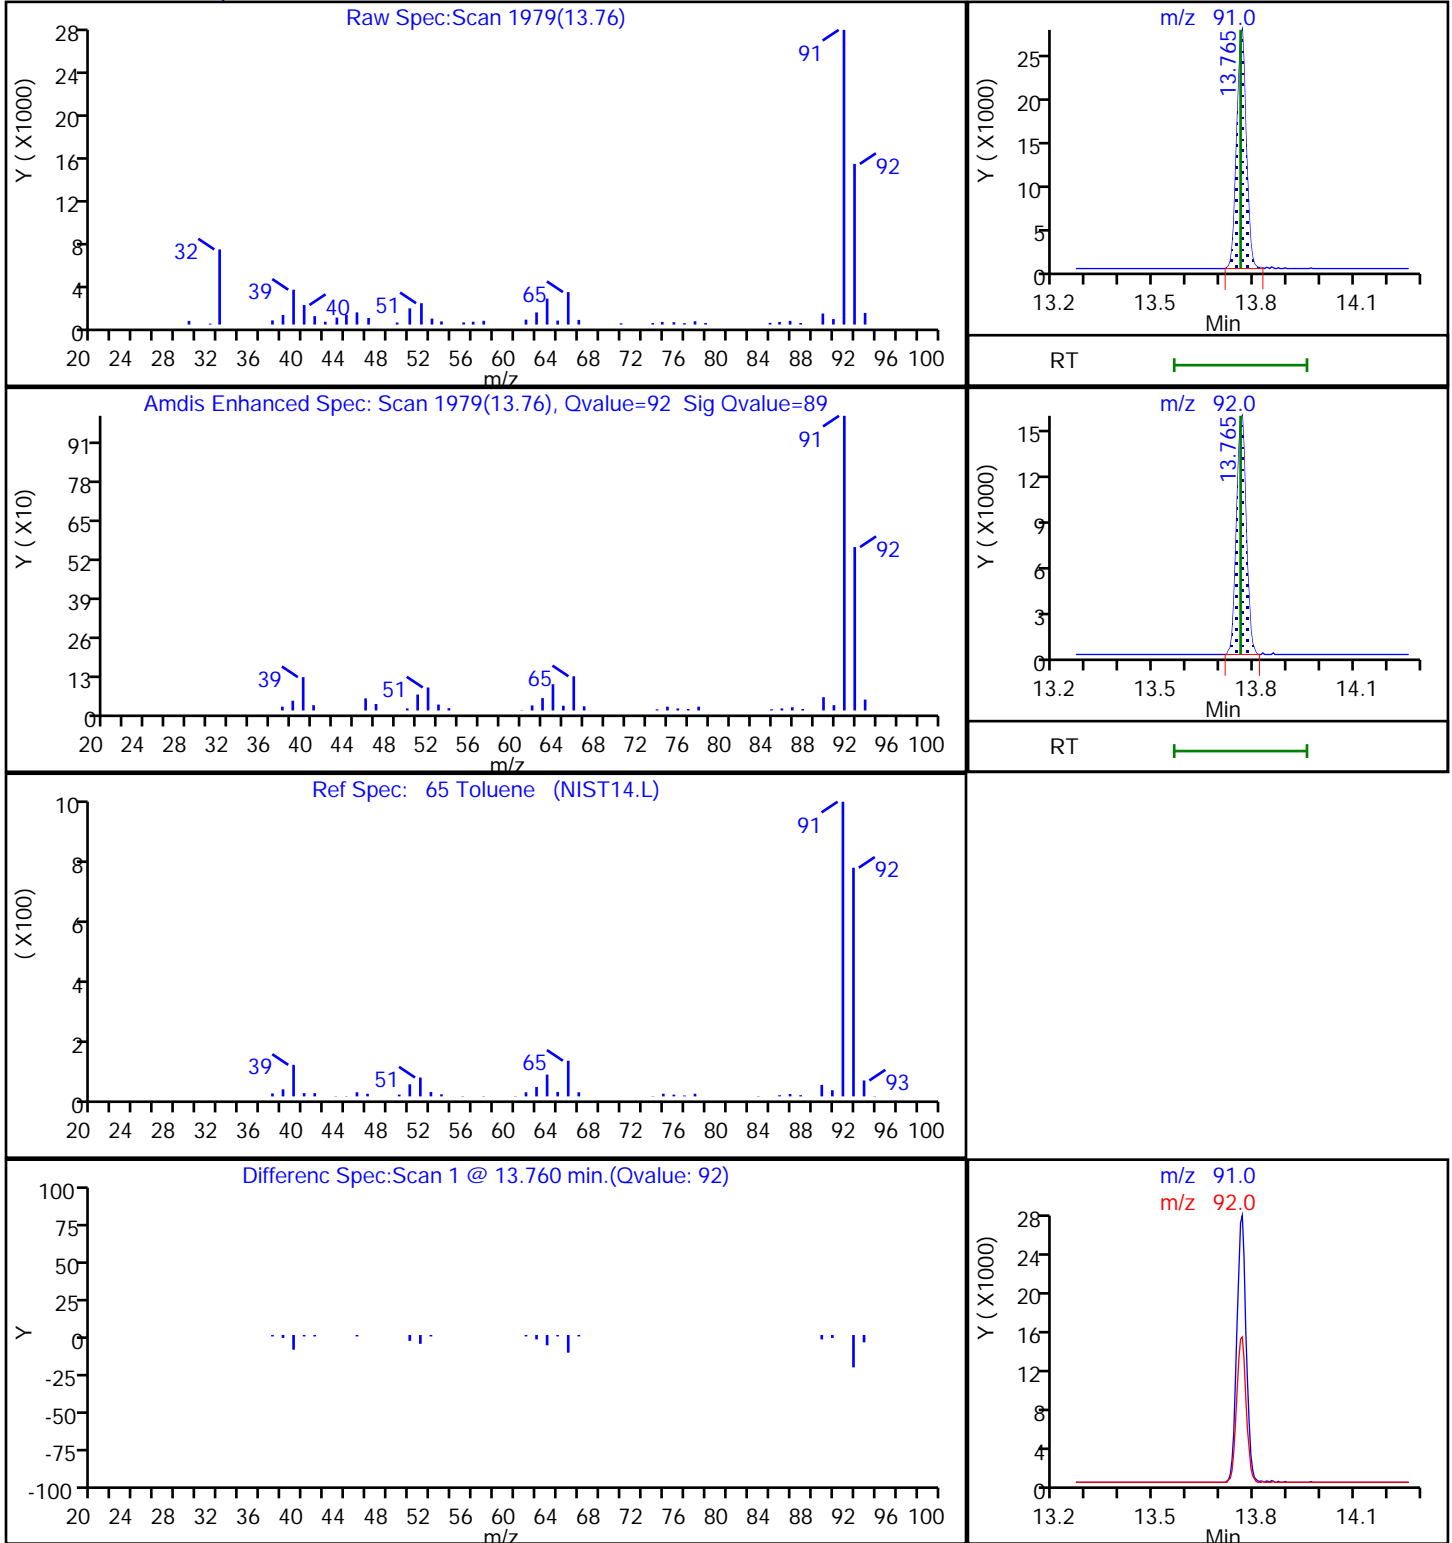 Raw Spec:Scan 1979(13.76)
Y ( X1000)
28
24
20
16
12
8
4
0
91
92
32
39
40
51
65
20 24 28 32 36 40 44 48 52 56 60 64 68 72 76 80 84 88 92 96 100
m/z
m/z 91.0
Y ( X1000)
25
20
15
10
5
0
13.765
13.2 13.5 13.8 14.1
Min
RT
Amdis Enhanced Spec: Scan 1979(13.76), Qvalue=92 Sig Qvalue=89
Y ( X10)
91
78
65
52
39
26
13
0
91
92
39
51
65
20 24 28 32 36 40 44 48 52 56 60 64 68 72 76 80 84 88 92 96 100
m/z
m/z 92.0
Y ( X1000)
15
12
9
6
3
0
13.765
13.2 13.5 13.8 14.1
Min
RT
Ref Spec: 65 Toluene (NIST14.L)
( X100)
10
8
6
4
2
0
91
92
39
51
65
93
20 24 28 32 36 40 44 48 52 56 60 64 68 72 76 80 84 88 92 96 100
Differenc Spec:Scan 1 @ 13.760 min.(Qvalue: 92)
Y
100
75
50
25
0
-25
-50
-75
-100
20 24 28 32 36 40 44 48 52 56 60 64 68 72 76 80 84 88 92 96 100
m/z
m/z 91.0
m/z 92.0
Y ( X1000)
28
24
20
16
12
8
4
0
13.2 13.5 13.8 14.1
Min